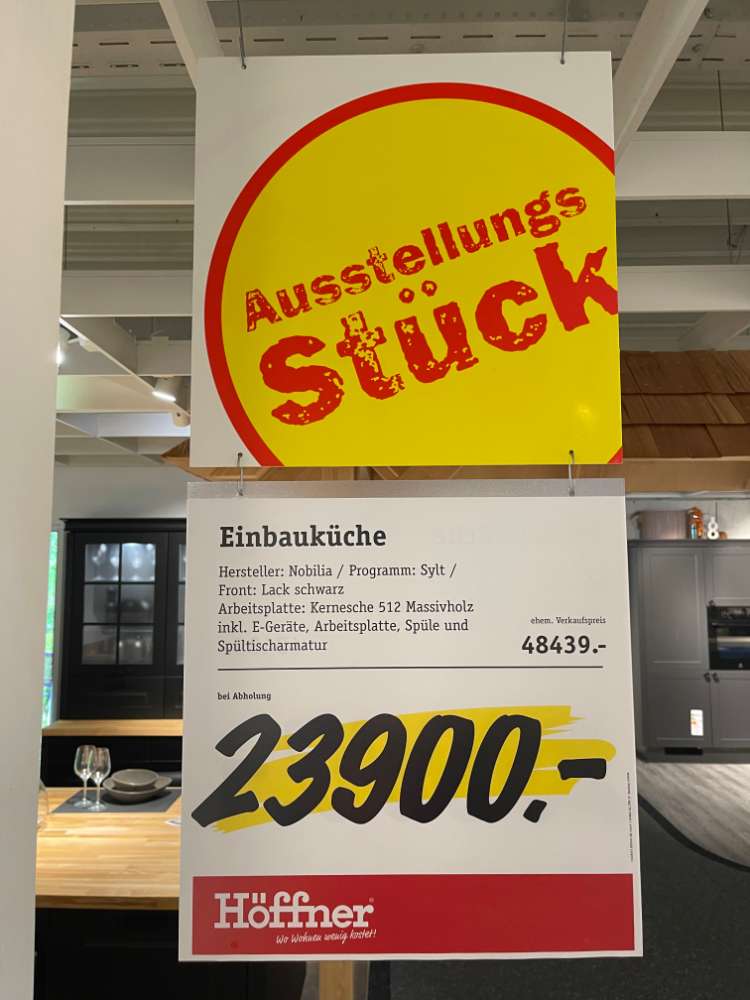 Ausstellungs
Stück
Einbauküche
Hersteller: Nobilia / Programm: Sylt /
Front: Lack schwarz
Arbeitsplatte: Kernesche 512 Massivholz
inkl. E-Geräte, Arbeitsplatte, Spüle und
Spültischarmatur
ehem. Verkaufspreis
48439.-
bei Abholung
23900.-
Höffner
Wo Wohnen wenig kostet!